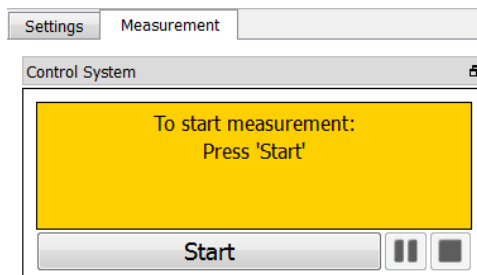 Settings Measurement
Control System
To start measurement:
Press 'Start'
Start